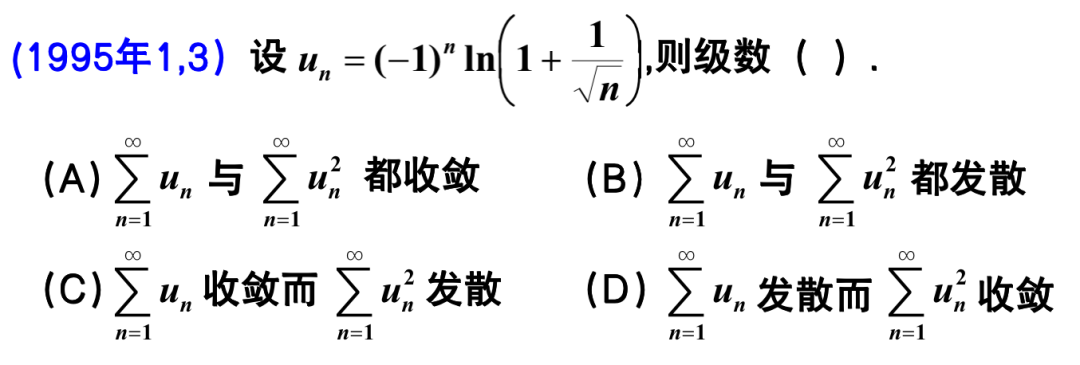 (1995年1,3) 设 $u_n = (-1)^n \ln\left(1 + \frac{1}{\sqrt{n}}\right)$,则级数 ( ) .
(A) $\sum_{n=1}^{\infty} u_n$ 与 $\sum_{n=1}^{\infty} u_n^2$ 都收敛 (B) $\sum_{n=1}^{\infty} u_n$ 与 $\sum_{n=1}^{\infty} u_n^2$ 都发散
(C) $\sum_{n=1}^{\infty} u_n$ 收敛而 $\sum_{n=1}^{\infty} u_n^2$ 发散 (D) $\sum_{n=1}^{\infty} u_n$ 发散而 $\sum_{n=1}^{\infty} u_n^2$ 收敛